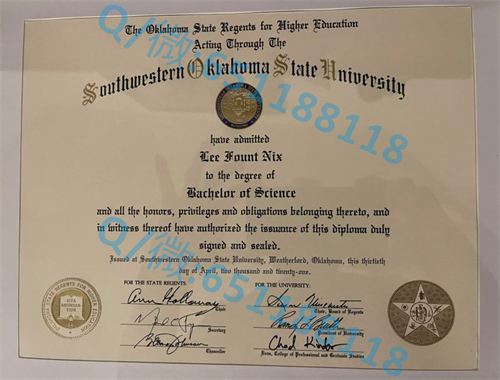 The Oklahoma State Regents for Higher Education
Acting Through The
Southwestern Oklahoma State University
have admitted
Lee Fount Nix
to the degree of
Bachelor of Science
and all the honors, privileges and obligations belonging thereto, and
in witness thereof have authorized the issuance of this diploma duly
signed and sealed.
Issued at Southwestern Oklahoma State University, Weatherford, Oklahoma, this thirtieth
day of April, two thousand and twenty-one.
FOR THE STATE REGENTS:
Ann Holloway
Chair
Secretary
Chancellor
FOR THE UNIVERSITY:
Chair, Board of Regents
President of University
Chad Kinder
Dean, College of Professional and Graduate Studies
Q/微:651188118
Q/微:651188118